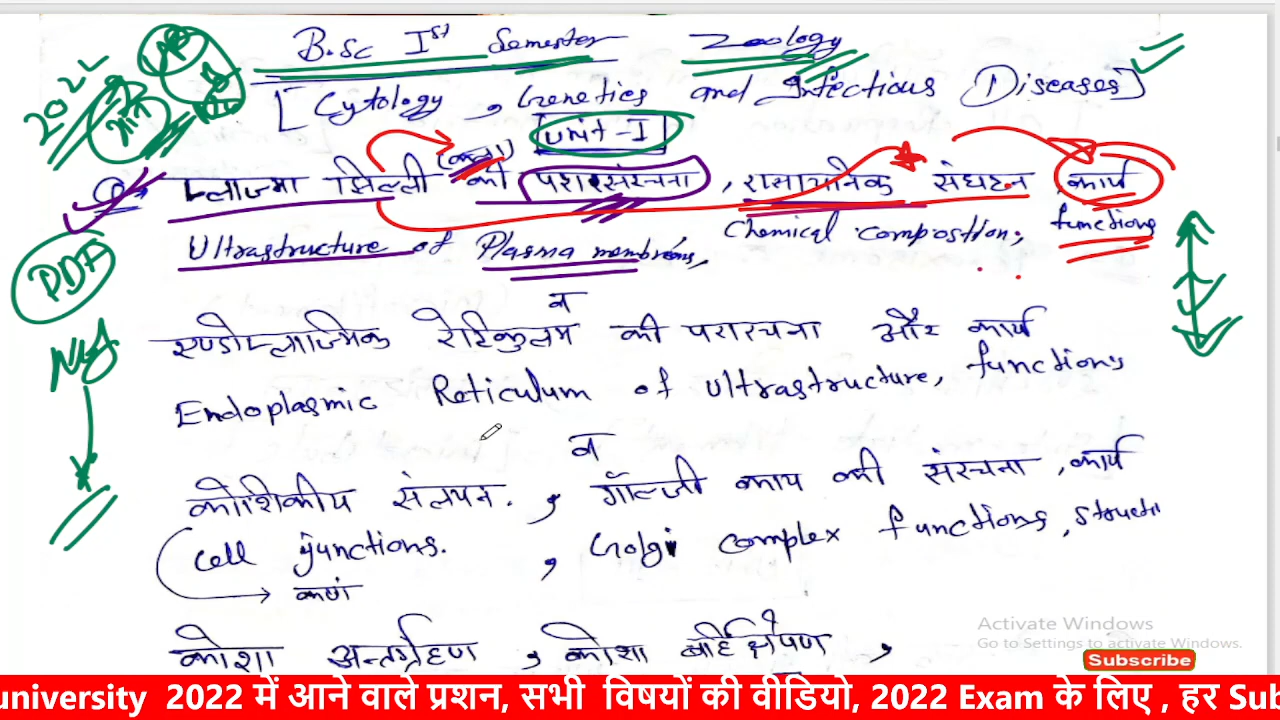 B.Sc Ist Semester Zoology
[Cytology, Genetics and Infectious Diseases]
2022
Unit-I
प्लाज्मा झिल्ली (कला) की परासंरचना, रासायनिक संघटन कार्य
Ultrastructure of Plasma membrane, Chemical compostion, functions
PDF
व
एण्डोप्लाज्मिक रेटिकुलम की परारचना और कार्य
Endoplasmic Reticulum of Ultrastructure, functions
व
कोशिकीय संलयन. , गॉल्जी काय की संरचना, कार्य
Cell junctions. , Golgi complex functions, structu
कोशा अन्तर्ग्रहण , कोशा बहिर्क्षेपण ,
Activate Windows
Go to Settings to activate Windows.
Subscribe
university 2022 में आने वाले प्रशन, सभी विषयों की वीडियो, 2022 Exam के लिए , हर Sub